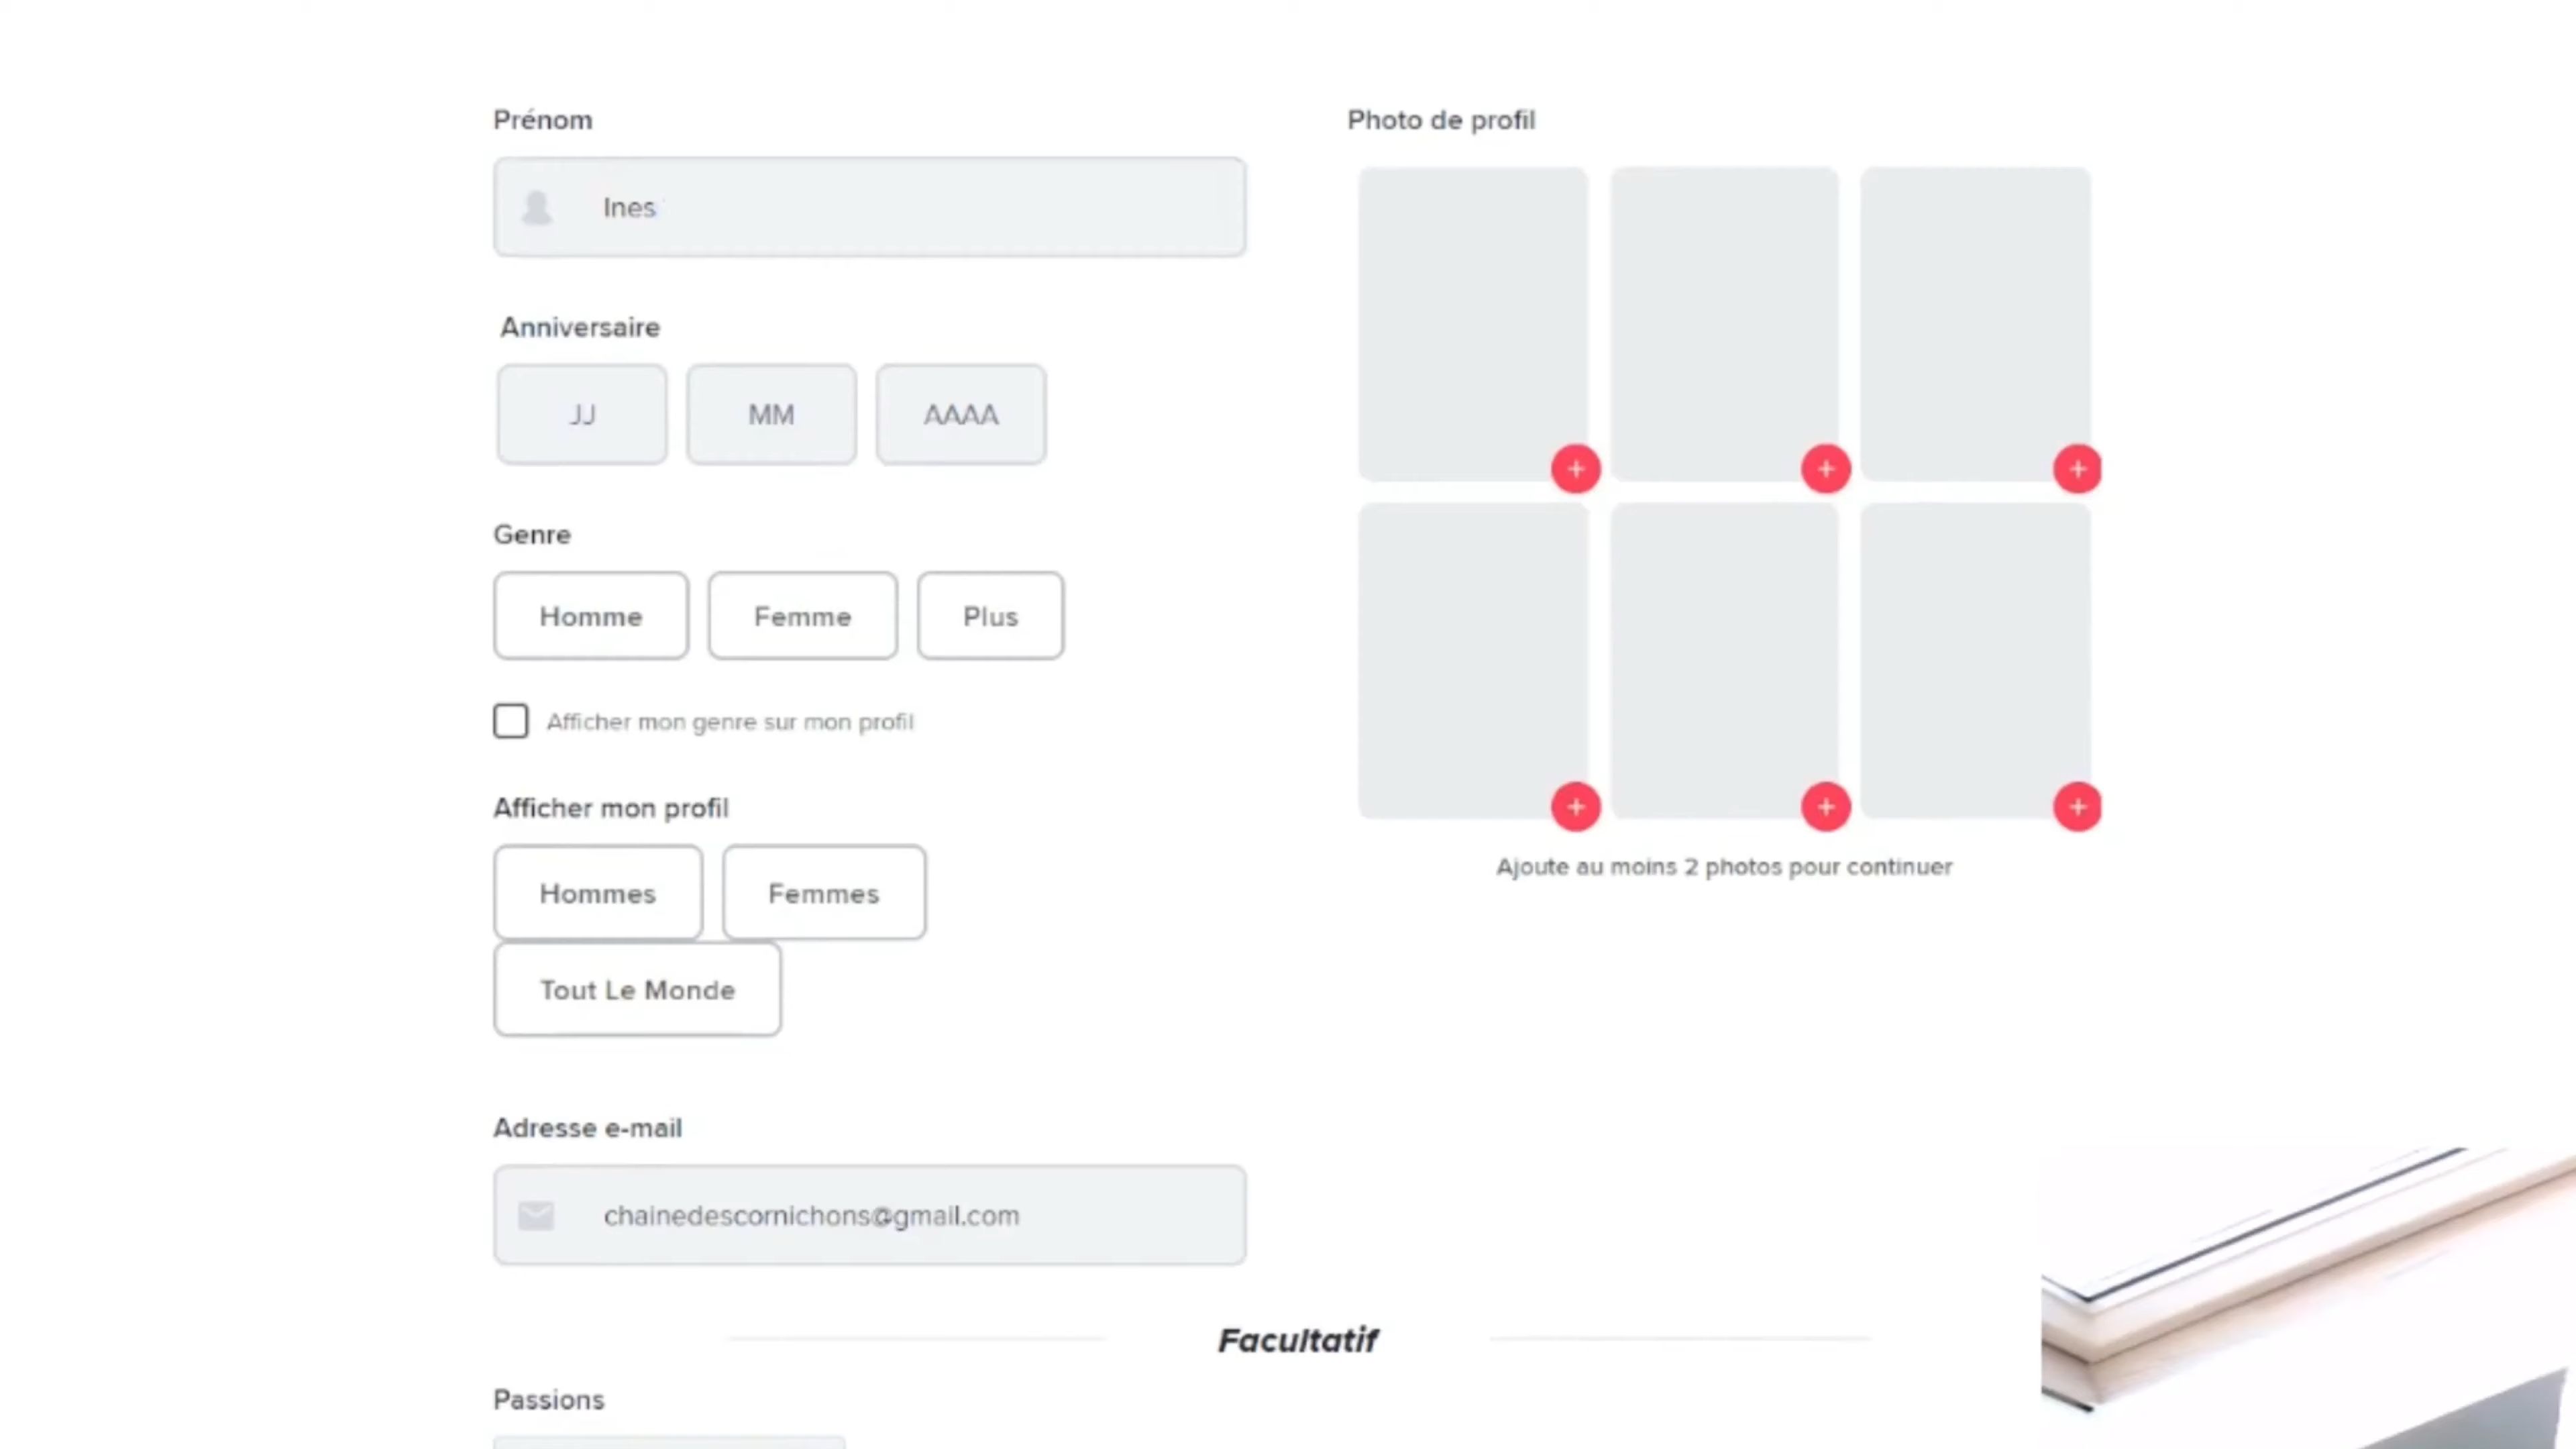 Prénom
Ines
Anniversaire
JJ MM AAAA
Genre
Homme Femme Plus
Afficher mon genre sur mon profil
Afficher mon profil
Hommes Femmes
Tout Le Monde
Adresse e-mail
chainedescornichons@gmail.com
Photo de profil
Ajoute au moins 2 photos pour continuer
Facultatif
Passions